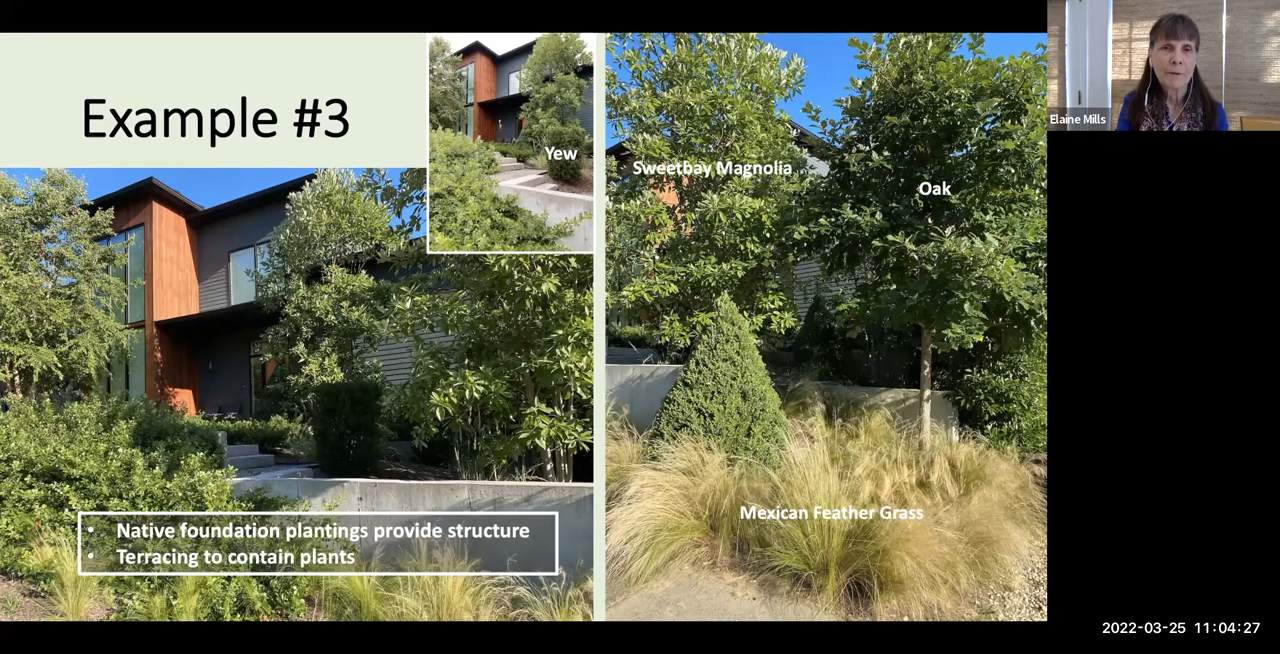 Example #3
Yew
Sweetbay Magnolia
Oak
Mexican Feather Grass
• Native foundation plantings provide structure
• Terracing to contain plants
Elaine Mills
2022-03-25 11:04:27